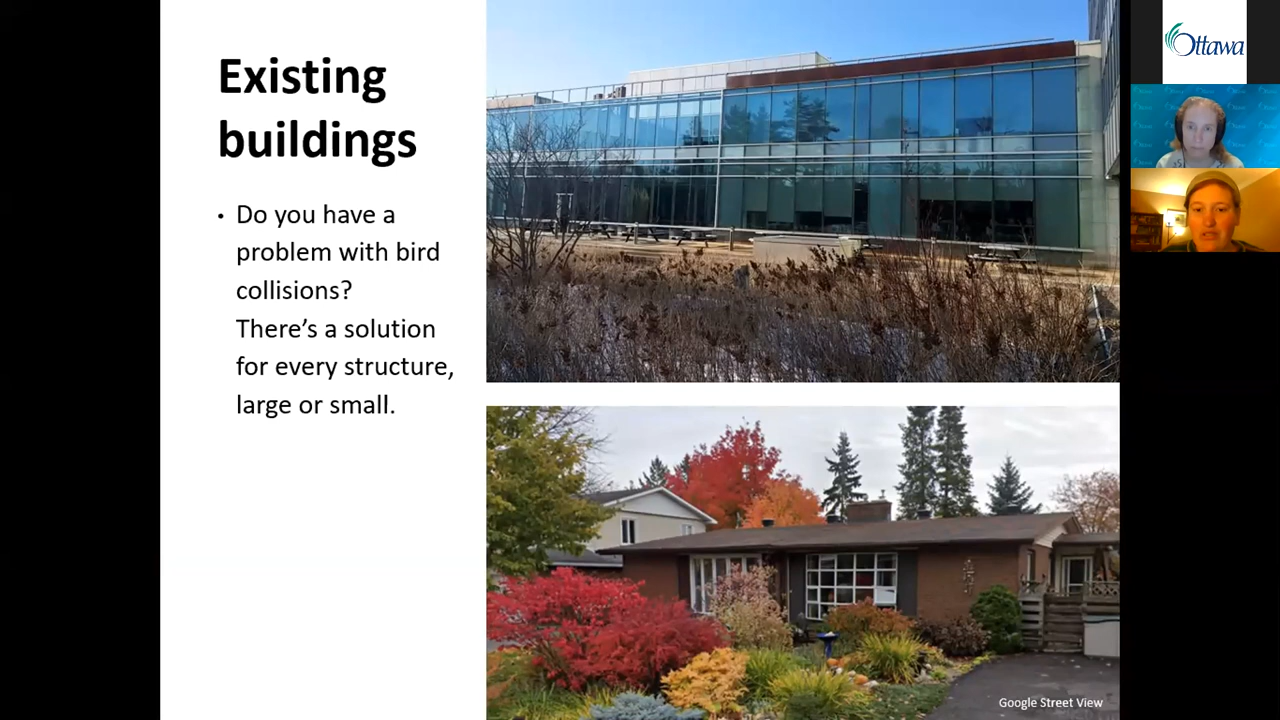 Existing
buildings
• Do you have a
problem with bird
collisions?
There's a solution
for every structure,
large or small.
Google Street View
Ottawa